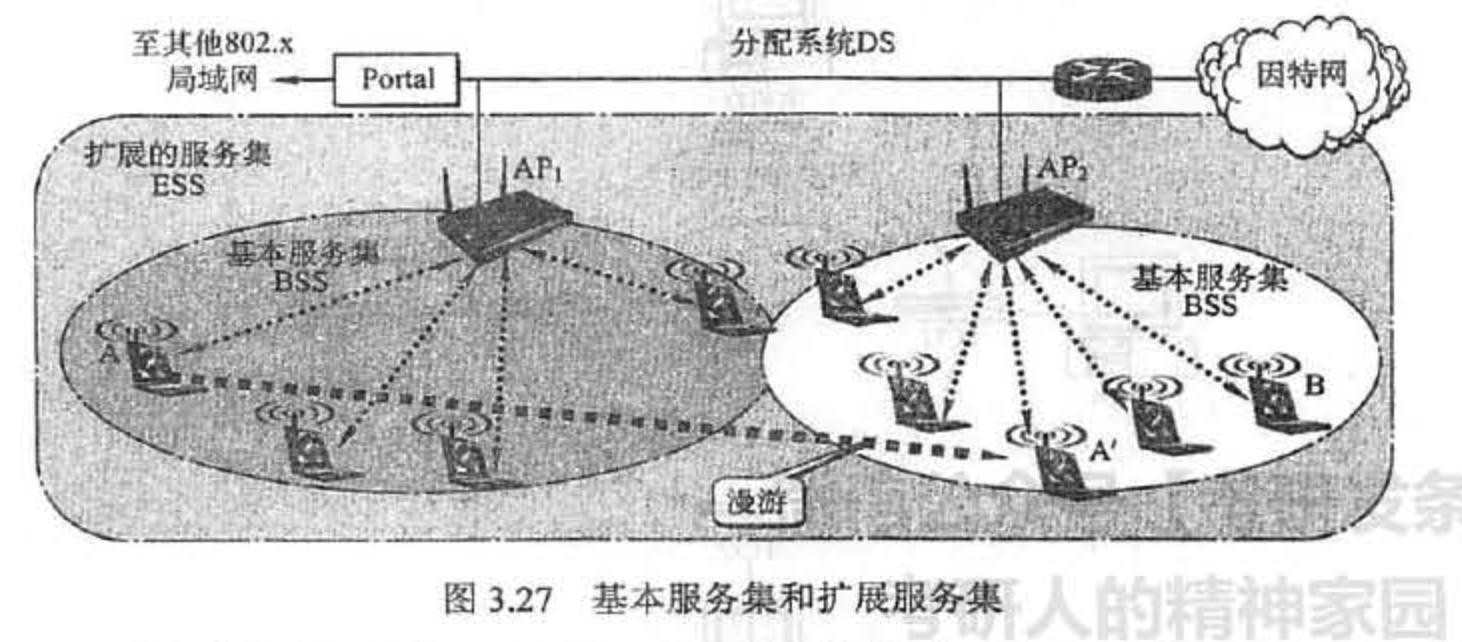 至其他802.x
局域网
Portal
分配系统DS
因特网
扩展的服务集
ESS
AP₁
AP₂
基本服务集
BSS
基本服务集
BSS
A
B
A′
漫游
图 3.27 基本服务集和扩展服务集
考研人的精神家园